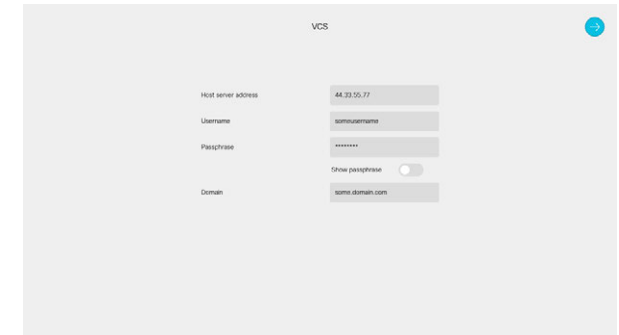 VCS
Host server address 44.33.55.77
Username someusername
Passphrase ********
Show passphrase
Domain some.domain.com